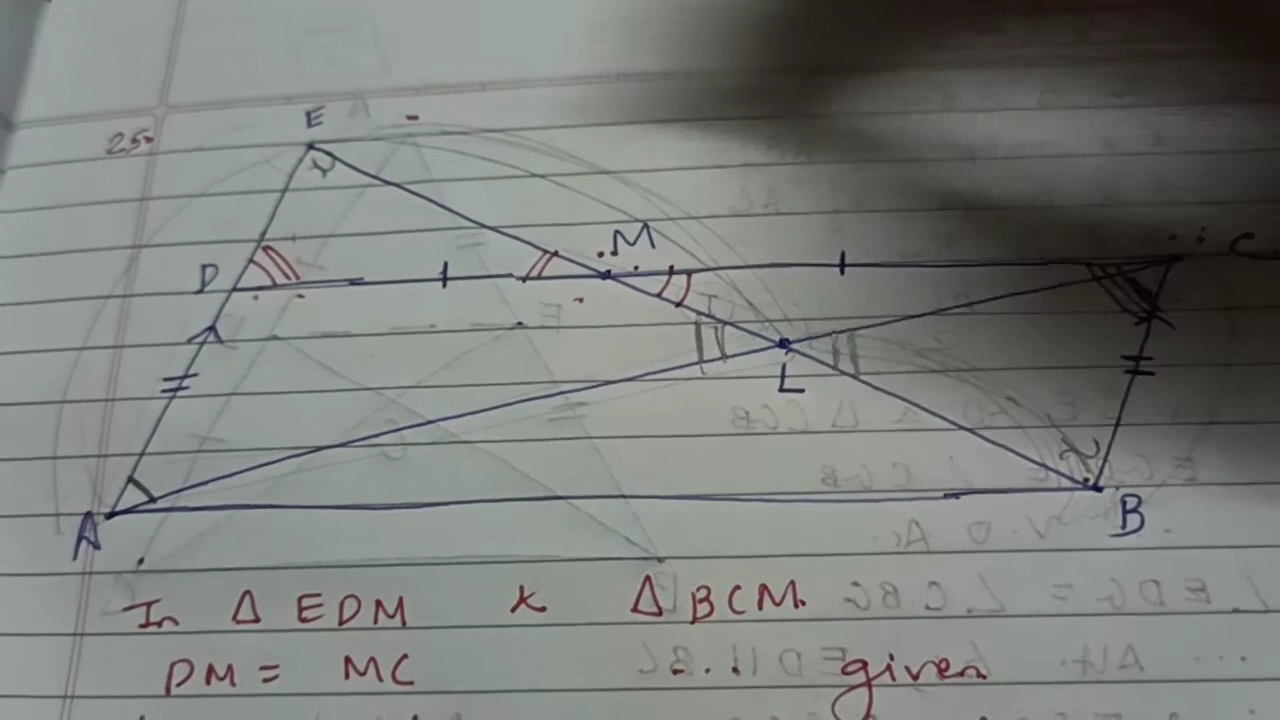 25.
E
D
M
C
L
A
B
In Δ EDM & Δ BCM.
DM = MC given